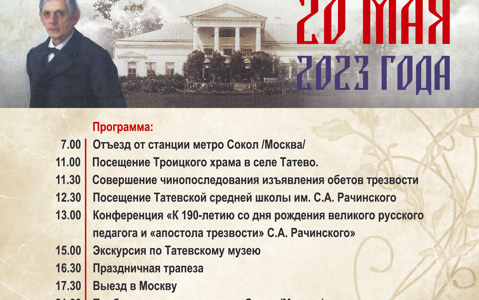 20 МАЯ
2023 ГОДА
Программа:
7.00 Отъезд от станции метро Сокол /Москва/
11.00 Посещение Троицкого храма в селе Татево.
11.30 Совершение чинопоследования изъявления обетов трезвости
12.30 Посещение Татевской средней школы им. С.А. Рачинского
13.00 Конференция «К 190-летию со дня рождения великого русского
педагога и «апостола трезвости» С.А. Рачинского»
15.00 Экскурсия по Татевскому музею
16.30 Праздничная трапеза
17.30 Выезд в Москву